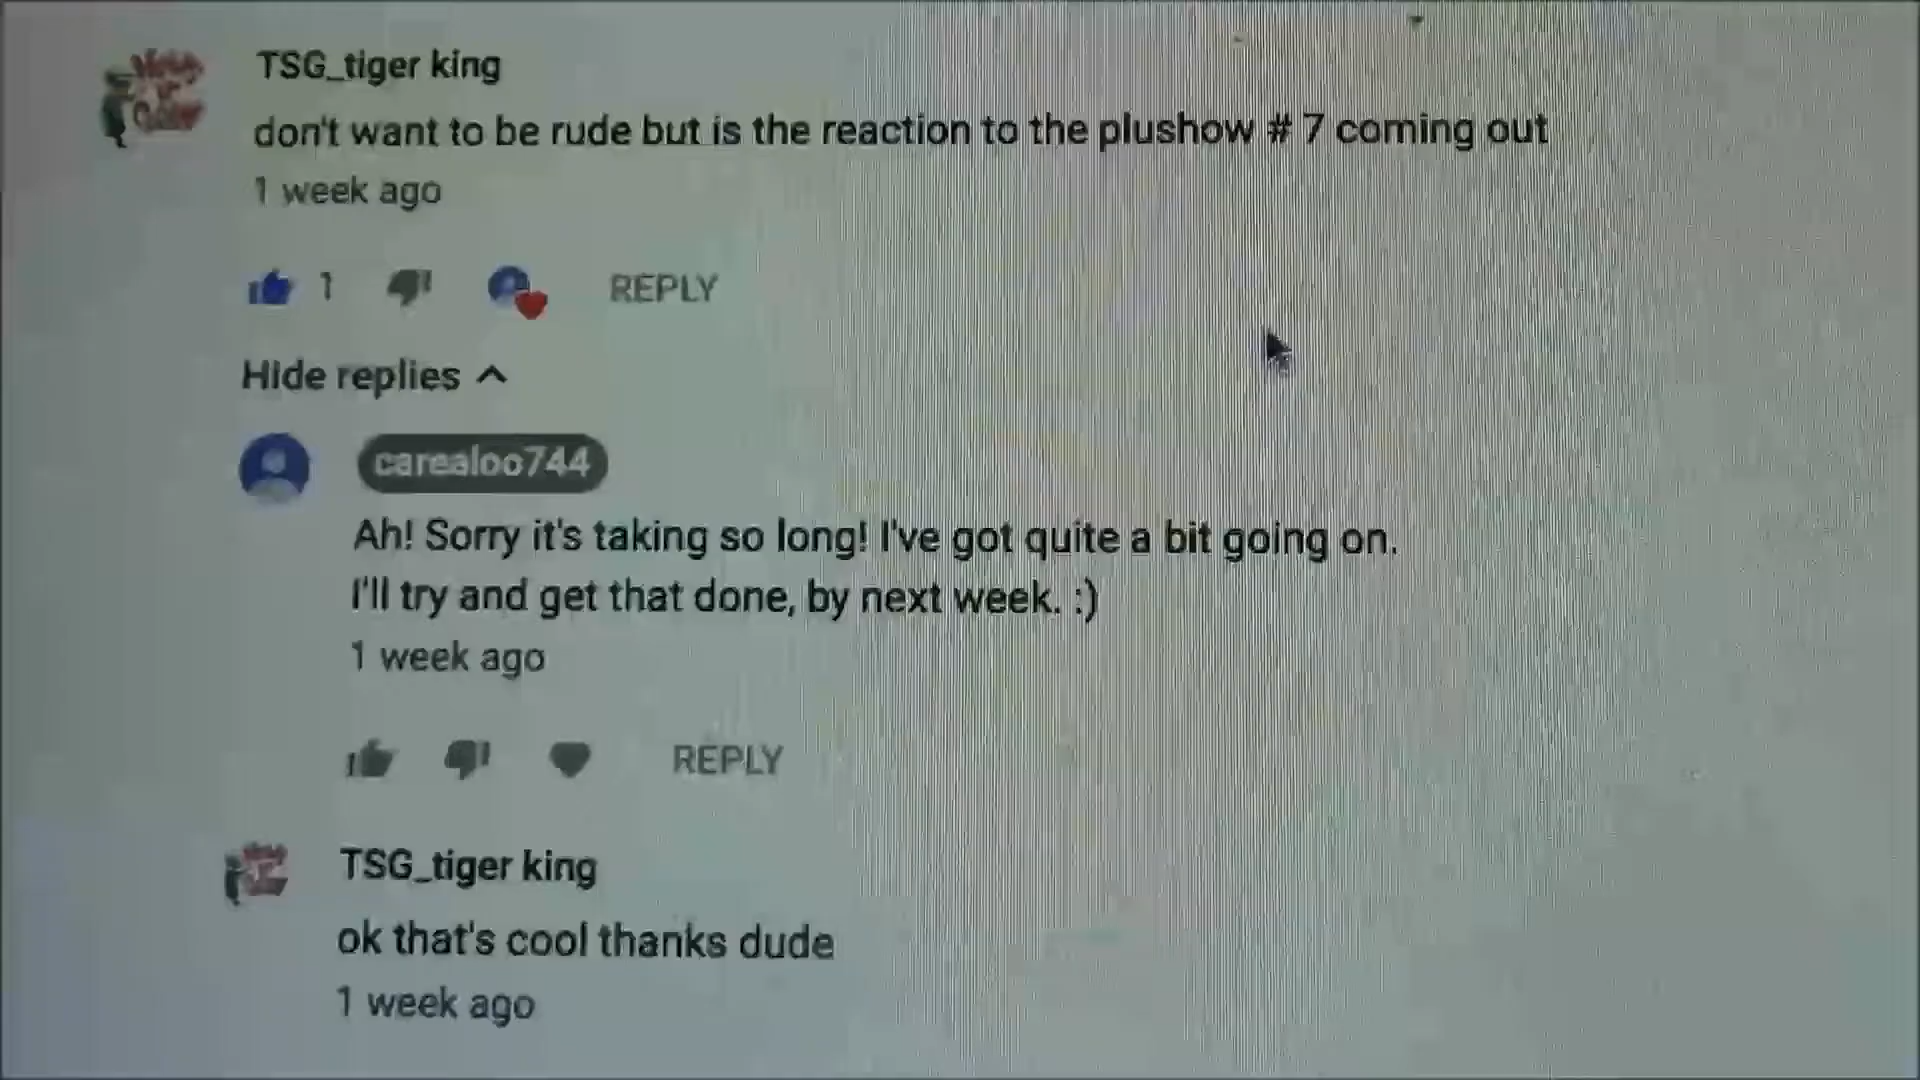 TSG_tiger king
don't want to be rude but is the reaction to the plushow # 7 coming out
1 week ago
1 REPLY
Hide replies
carealoo744
Ah! Sorry it's taking so long! I've got quite a bit going on.
I'll try and get that done, by next week. :)
1 week ago
REPLY
TSG_tiger king
ok that's cool thanks dude
1 week ago